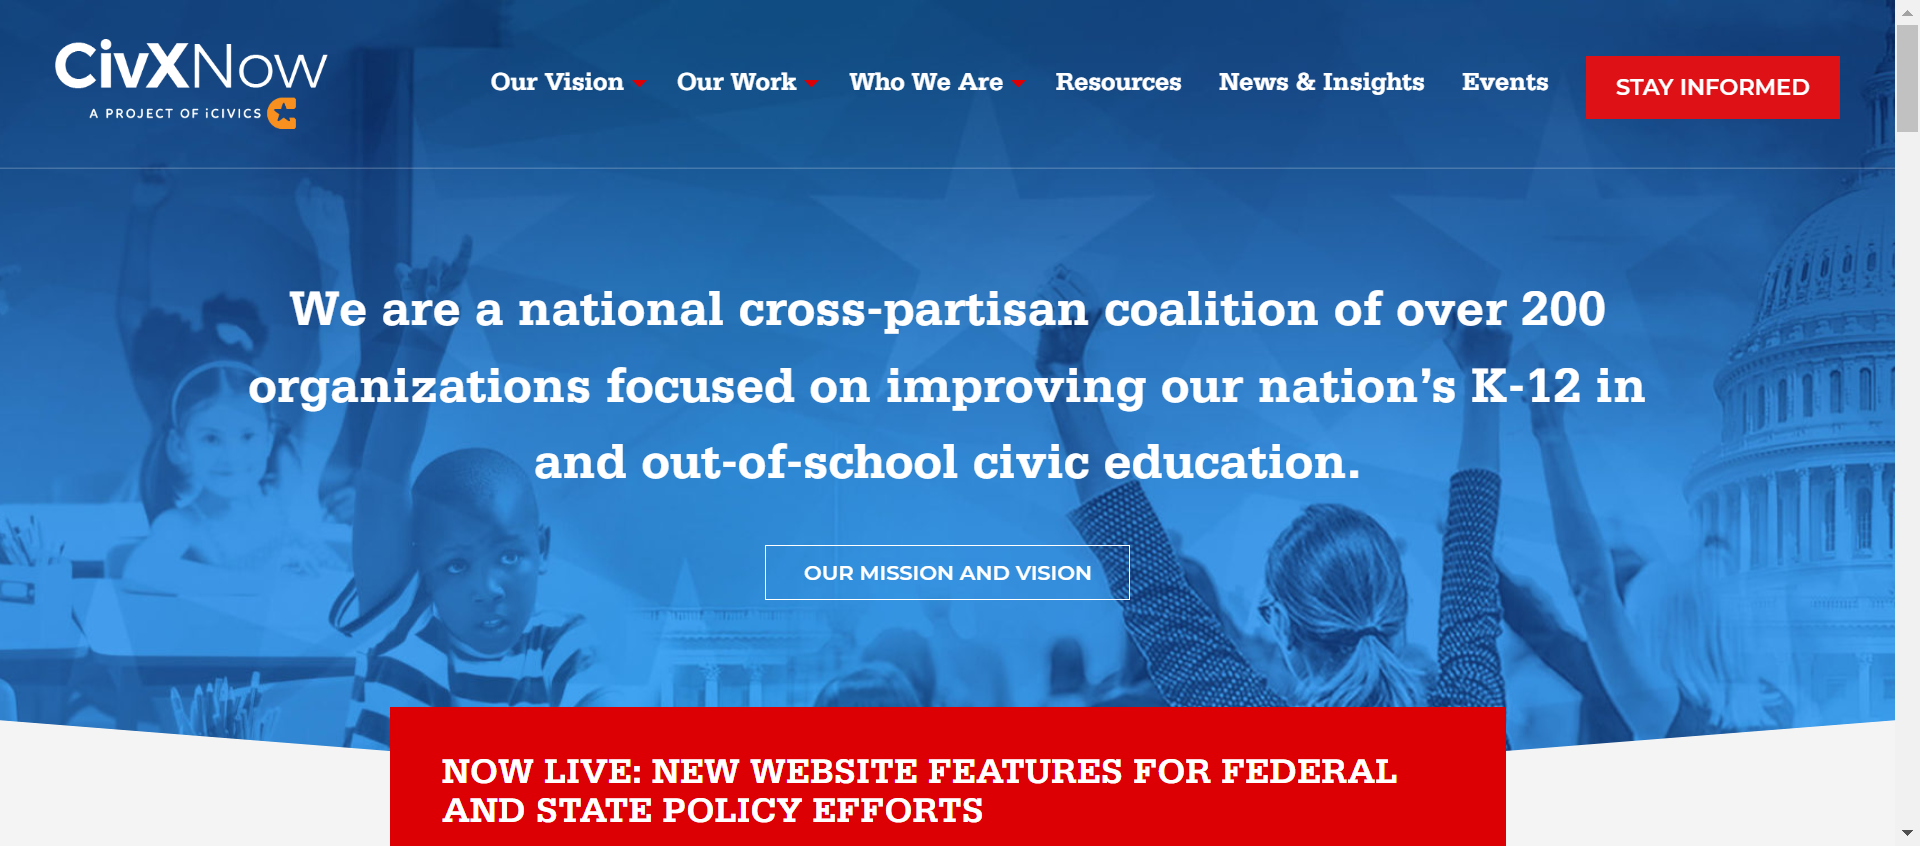 CivXNow
A PROJECT OF iCIVICS
Our Vision
Our Work
Who We Are
Resources
News & Insights
Events
STAY INFORMED
We are a national cross-partisan coalition of over 200
organizations focused on improving our nation’s K-12 in
and out-of-school civic education.
OUR MISSION AND VISION
NOW LIVE: NEW WEBSITE FEATURES FOR FEDERAL
AND STATE POLICY EFFORTS